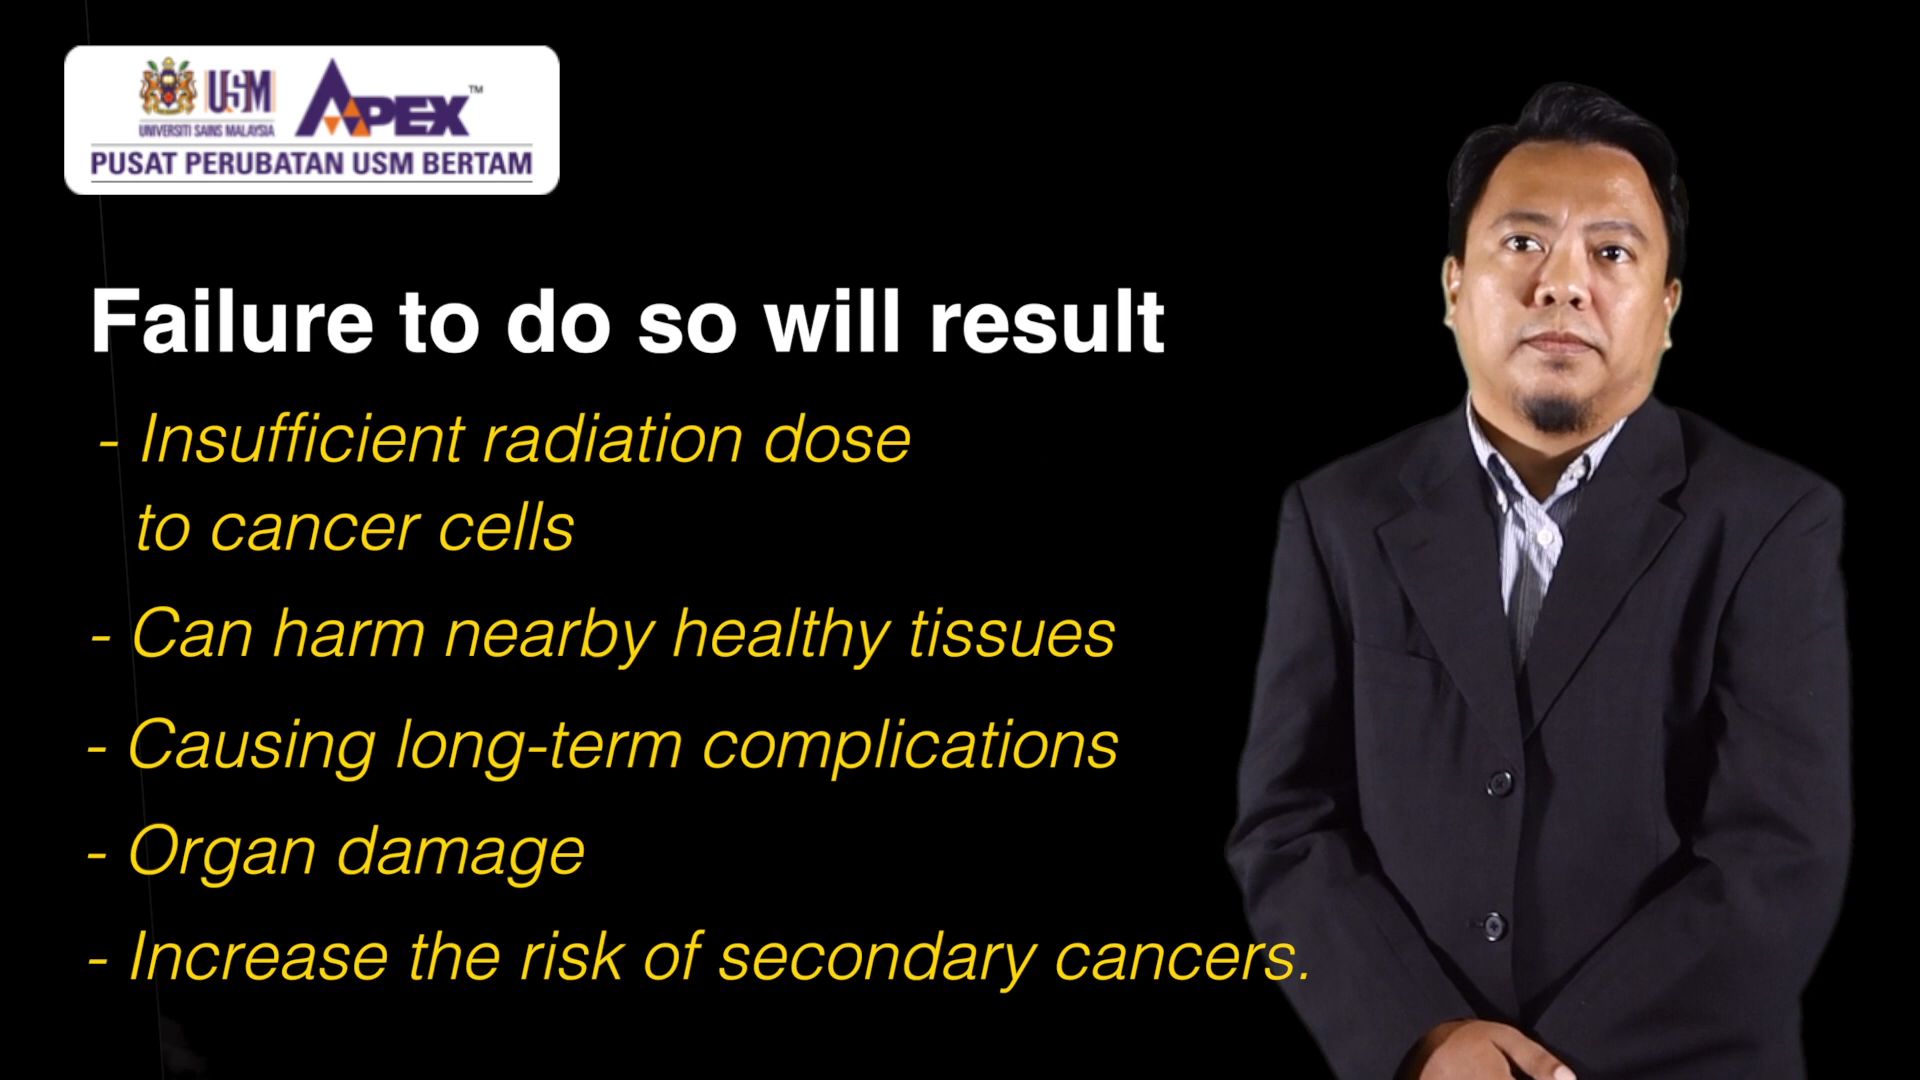 USM
UNIVERSITI SAINS MALAYSIA
APEX™
PUSAT PERUBATAN USM BERTAM
Failure to do so will result
- Insufficient radiation dose
to cancer cells
- Can harm nearby healthy tissues
- Causing long-term complications
- Organ damage
- Increase the risk of secondary cancers.